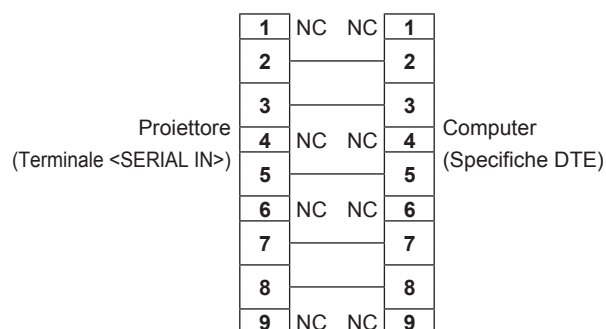 1 NC NC 1
2 2
3 3
Proiettore
(Terminale <SERIAL IN>)
4 NC NC 4
Computer
(Specifiche DTE)
5 5
6 NC NC 6
7 7
8 8
9 NC NC 9